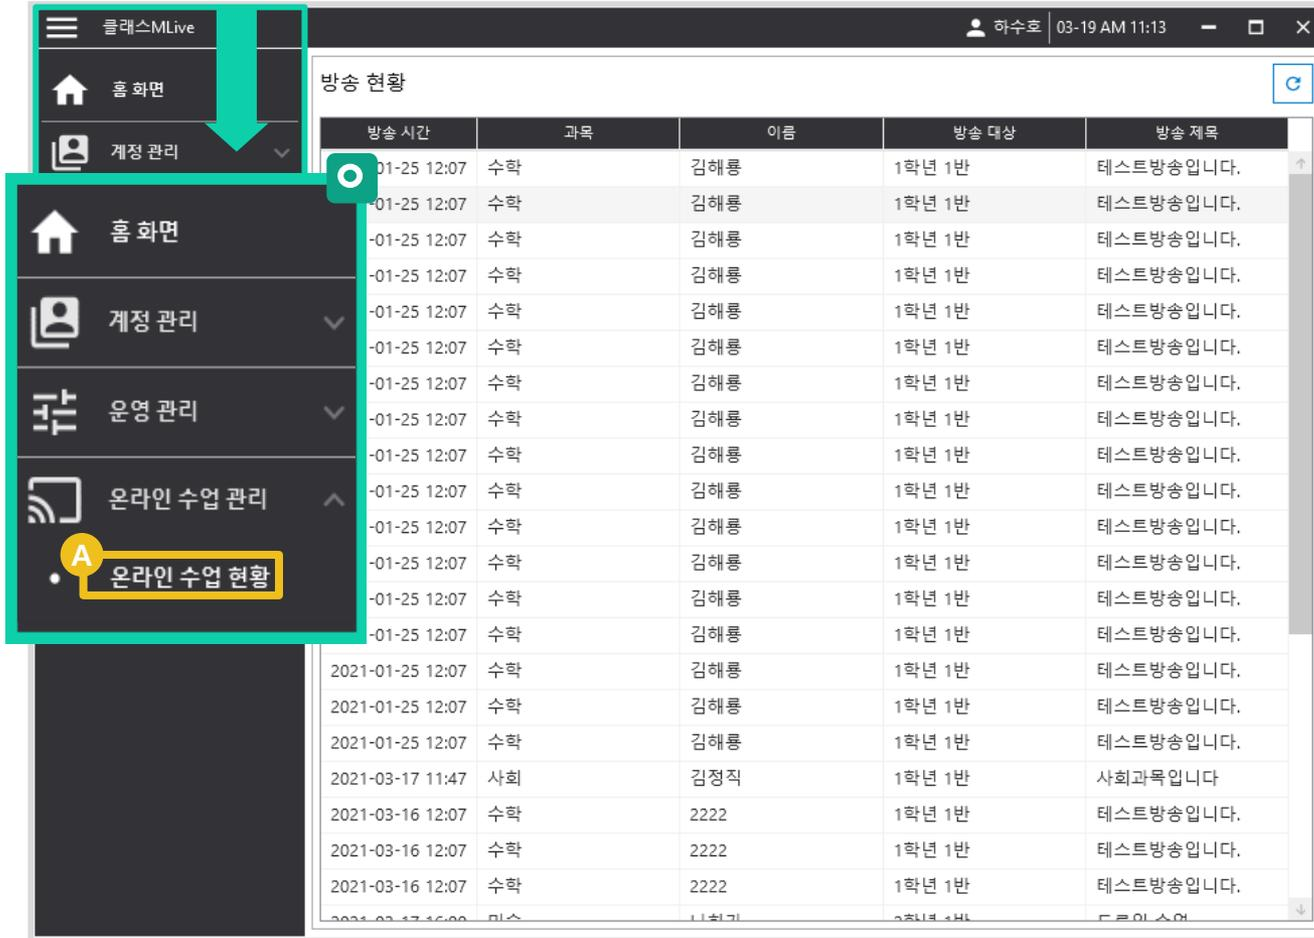 클래스MLive
하수호 03-19 AM 11:13
홈 화면
계정 관리
홈 화면
계정 관리
운영 관리
온라인 수업 관리
A
온라인 수업 현황
방송 현황
방송 시간 과목 이름 방송 대상 방송 제목
01-25 12:07 수학 김해룡 1학년 1반 테스트방송입니다.
-01-25 12:07 수학 김해룡 1학년 1반 테스트방송입니다.
-01-25 12:07 수학 김해룡 1학년 1반 테스트방송입니다.
-01-25 12:07 수학 김해룡 1학년 1반 테스트방송입니다.
-01-25 12:07 수학 김해룡 1학년 1반 테스트방송입니다.
-01-25 12:07 수학 김해룡 1학년 1반 테스트방송입니다.
-01-25 12:07 수학 김해룡 1학년 1반 테스트방송입니다.
-01-25 12:07 수학 김해룡 1학년 1반 테스트방송입니다.
-01-25 12:07 수학 김해룡 1학년 1반 테스트방송입니다.
-01-25 12:07 수학 김해룡 1학년 1반 테스트방송입니다.
-01-25 12:07 수학 김해룡 1학년 1반 테스트방송입니다.
-01-25 12:07 수학 김해룡 1학년 1반 테스트방송입니다.
-01-25 12:07 수학 김해룡 1학년 1반 테스트방송입니다.
-01-25 12:07 수학 김해룡 1학년 1반 테스트방송입니다.
2021-01-25 12:07 수학 김해룡 1학년 1반 테스트방송입니다.
2021-01-25 12:07 수학 김해룡 1학년 1반 테스트방송입니다.
2021-01-25 12:07 수학 김해룡 1학년 1반 테스트방송입니다.
2021-03-17 11:47 사회 김정직 1학년 1반 사회과목입니다
2021-03-16 12:07 수학 2222 1학년 1반 테스트방송입니다.
2021-03-16 12:07 수학 2222 1학년 1반 테스트방송입니다.
2021-03-16 12:07 수학 2222 1학년 1반 테스트방송입니다.